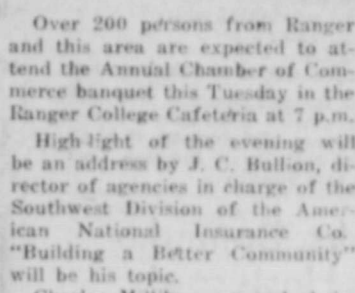 Over 200 persons from Ranger
and this area are expected to at-
tend the Annual Chamber of Com-
merce banquet this Tuesday in the
Ranger College Cafeteria at 7 p.m.
High-light of the evening will
be an address by J. C. Bullion, di-
rector of agencies in charge of the
Southwest Division of the Amer-
ican National Insurance Co.
"Building a Better Community"
will be his topic.